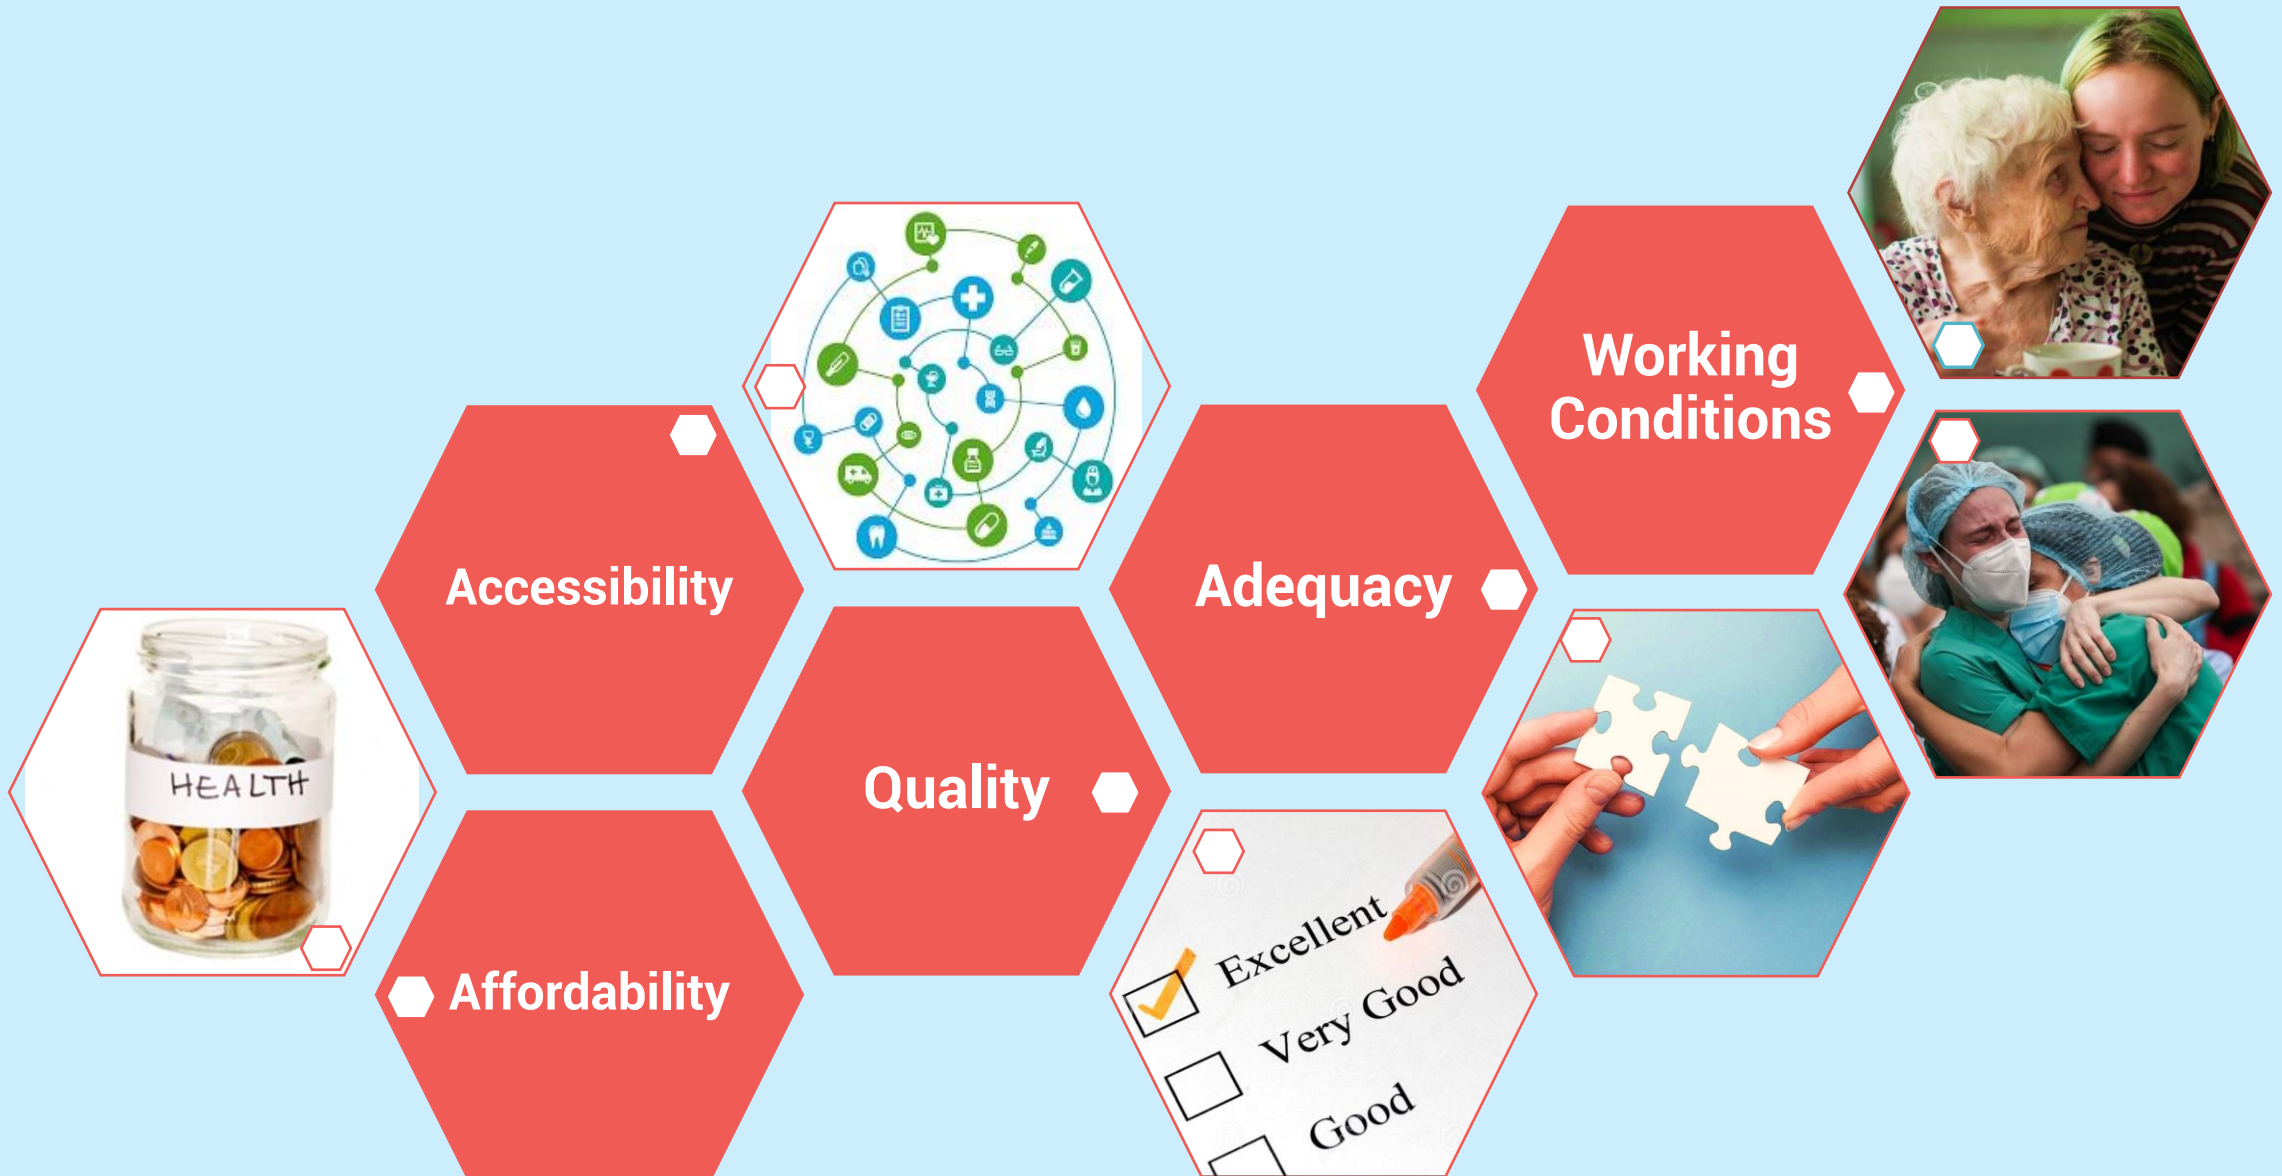 Working
Conditions
Accessibility
Adequacy
HEALTH
Quality
Affordability
Excellent
Very Good
Good